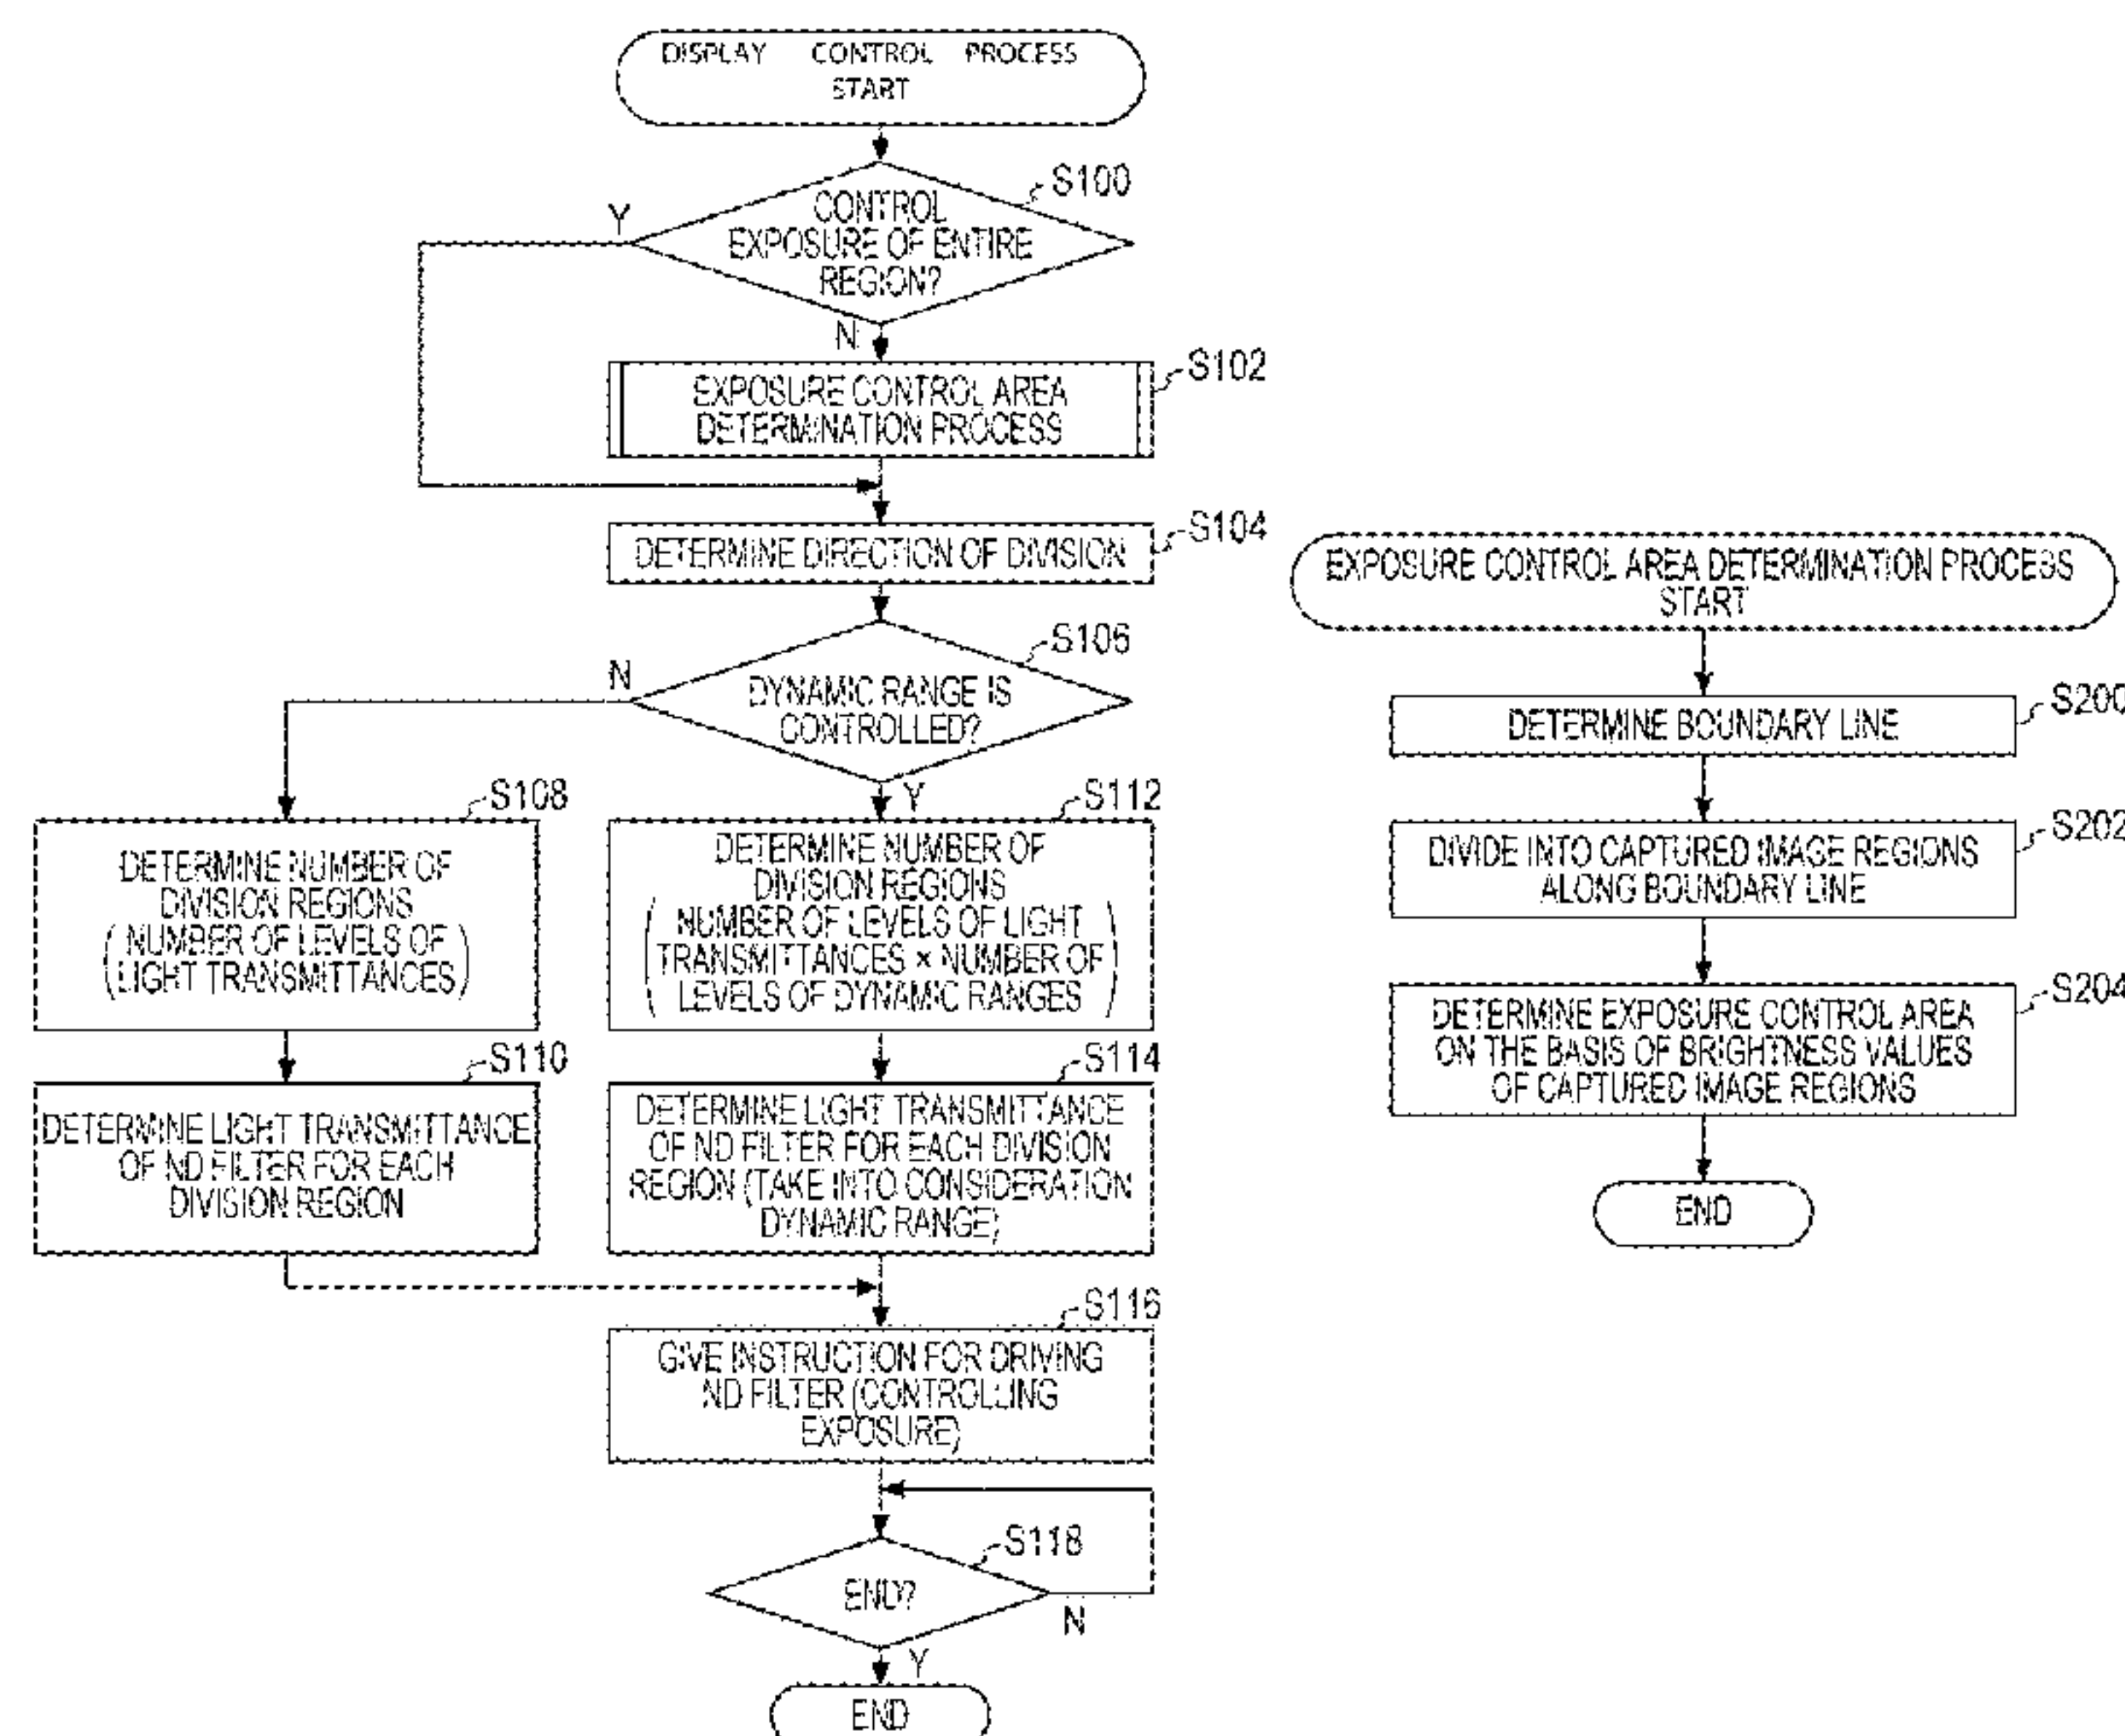 DISPLAY CONTROL PROCESS
START
S100
CONTROL
EXPOSURE OF ENTIRE
REGION?
Y
N
S102
EXPOSURE CONTROL AREA
DETERMINATION PROCESS
S104
DETERMINE DIRECTION OF DIVISION
S106
DYNAMIC RANGE IS
CONTROLLED?
N
Y
S108
DETERMINE NUMBER OF
DIVISION REGIONS
(NUMBER OF LEVELS OF
LIGHT TRANSMITTANCES)
S110
DETERMINE LIGHT TRANSMITTANCE
OF ND FILTER FOR EACH
DIVISION REGION
S112
DETERMINE NUMBER OF
DIVISION REGIONS
(NUMBER OF LEVELS OF LIGHT
TRANSMITTANCES × NUMBER OF
LEVELS OF DYNAMIC RANGES)
S114
DETERMINE LIGHT TRANSMITTANCE
OF ND FILTER FOR EACH DIVISION
REGION (TAKE INTO CONSIDERATION
DYNAMIC RANGE)
S116
GIVE INSTRUCTION FOR DRIVING
ND FILTER (CONTROLLING
EXPOSURE)
S118
END?
N
Y
END
EXPOSURE CONTROL AREA DETERMINATION PROCESS
START
S200
DETERMINE BOUNDARY LINE
S202
DIVIDE INTO CAPTURED IMAGE REGIONS
ALONG BOUNDARY LINE
S204
DETERMINE EXPOSURE CONTROL AREA
ON THE BASIS OF BRIGHTNESS VALUES
OF CAPTURED IMAGE REGIONS
END